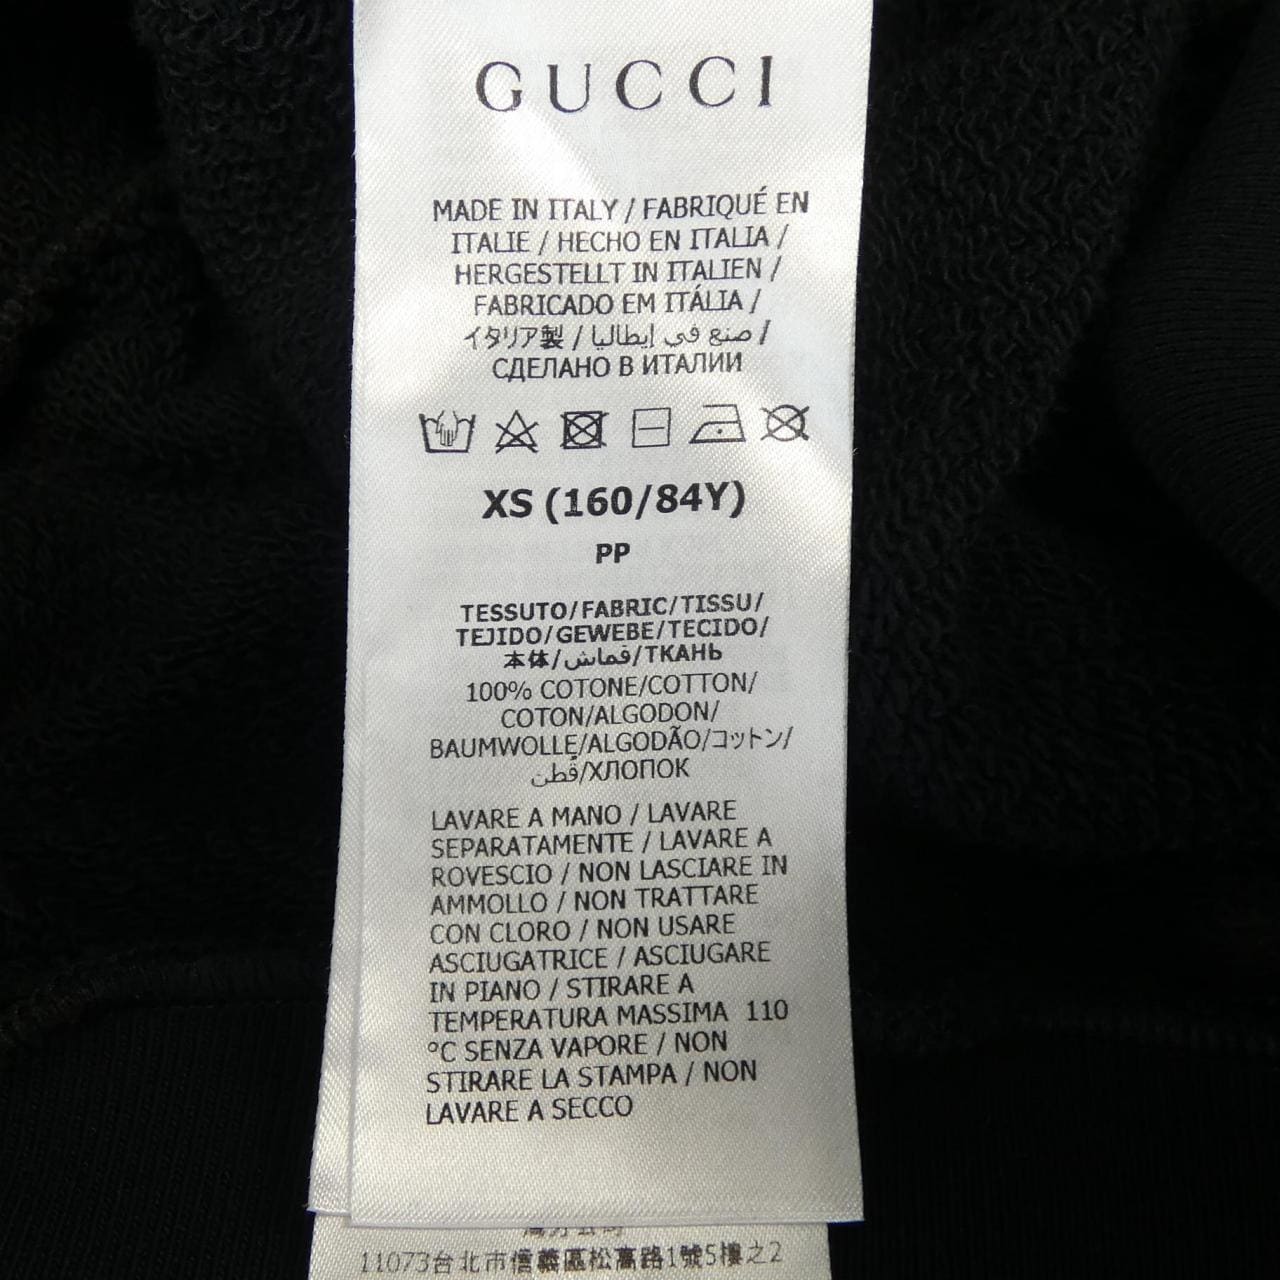 GUCCI
MADE IN ITALY / FABRIQUÉ EN
ITALIE / HECHO EN ITALIA /
HERGESTELLT IN ITALIEN /
FABRICADO EM ITÁLIA /
イタリア製 / صنع في إيطاليا /
СДЕЛАНО В ИТАЛИИ
XS (160/84Y)
PP
TESSUTO/FABRIC/TISSU/
TEJIDO/GEWEBE/TECIDO/
本体/قماش/ТКАНЬ
100% COTONE/COTTON/
COTON/ALGODON/
BAUMWOLLE/ALGODÃO/コットン/
قطن/ХЛОПОК
LAVARE A MANO / LAVARE
SEPARATAMENTE / LAVARE A
ROVESCIO / NON LASCIARE IN
AMMOLLO / NON TRATTARE
CON CLORO / NON USARE
ASCIUGATRICE / ASCIUGARE
IN PIANO / STIRARE A
TEMPERATURA MASSIMA 110
°C SENZA VAPORE / NON
STIRARE LA STAMPA / NON
LAVARE A SECCO
11073台北市信義區松高路1號5樓之2